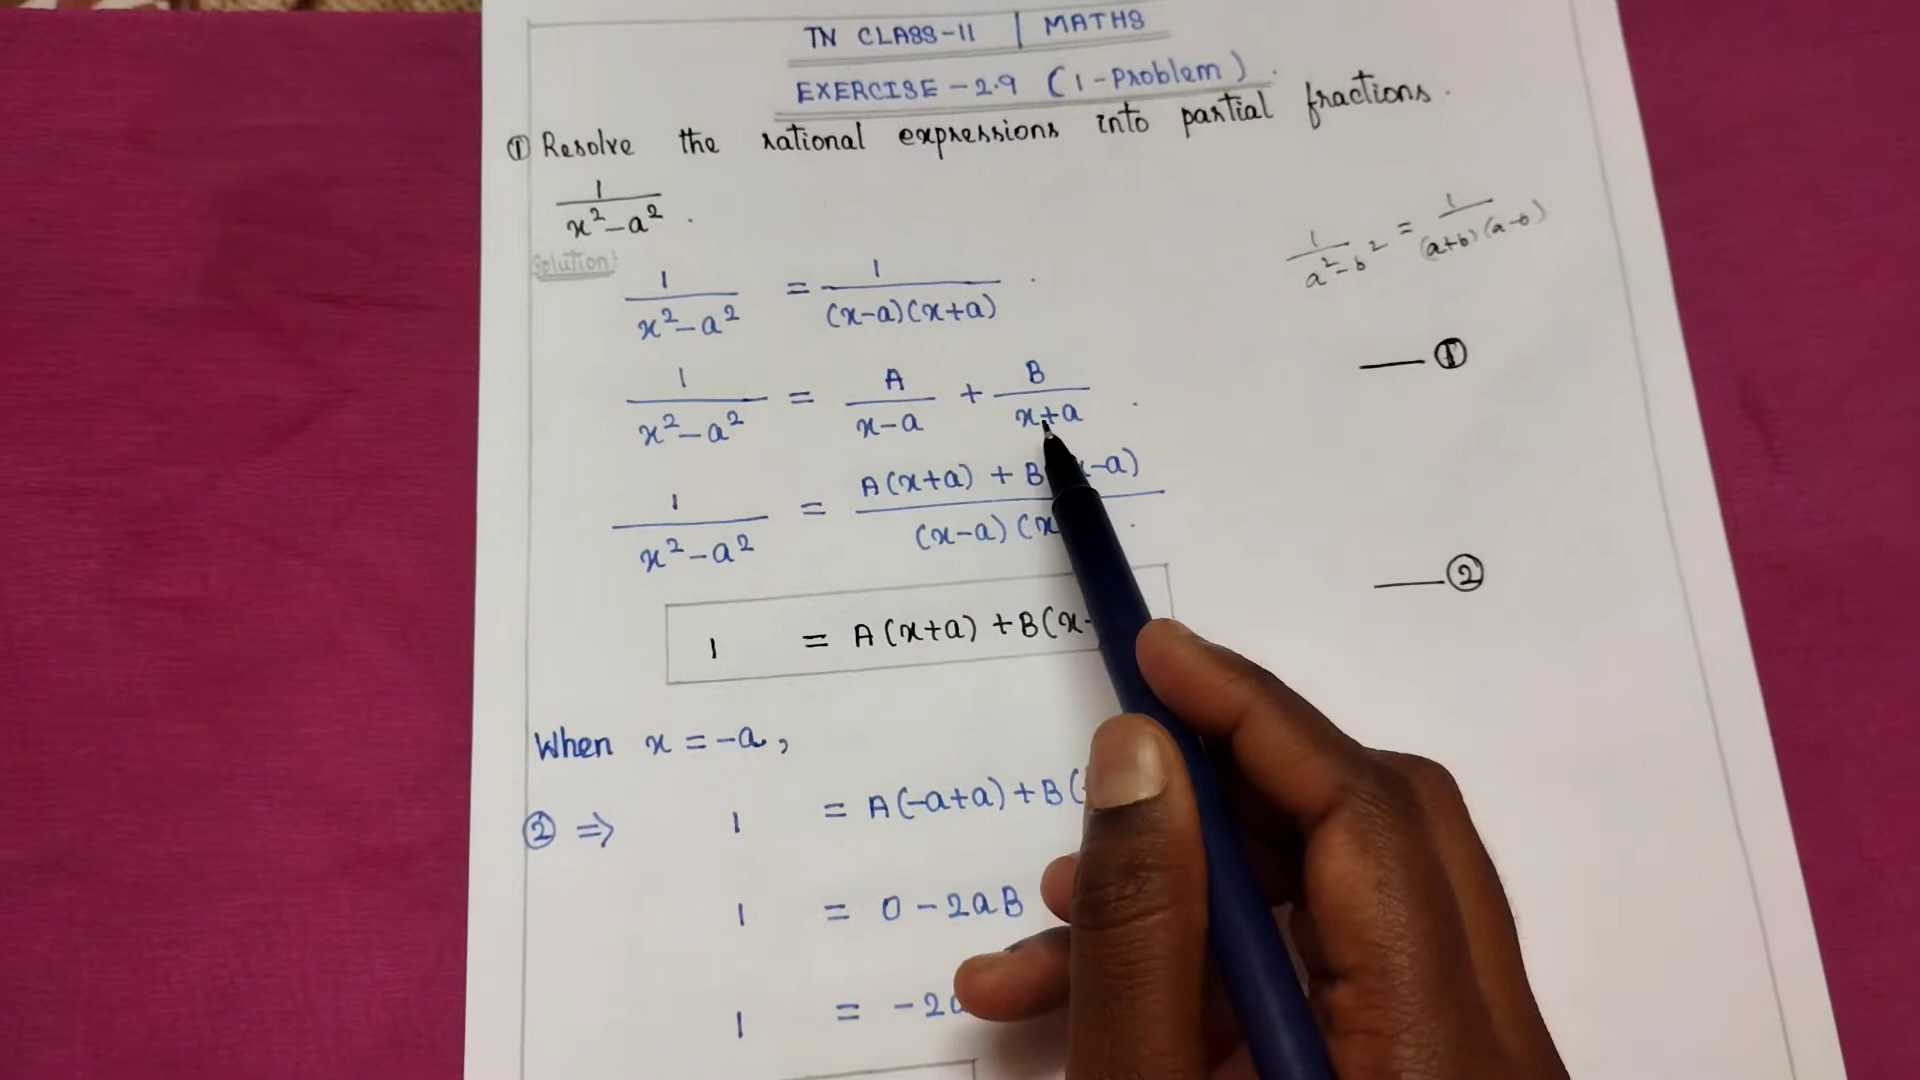 TN CLASS-11 | MATHS
EXERCISE - 2.9 (1-Problem).
① Resolve the rational expressions into partial fractions.
1/(x²-a²).
Solution:
1/(x²-a²) = 1/((x-a)(x+a)).
1/(a²-b²) = 1/((a+b)(a-b))
1/(x²-a²) = A/(x-a) + B/(x+a). —— ①
1/(x²-a²) = (A(x+a) + B -a))/((x-a)(x .
1 = A(x+a) + B(x- —— ②
When x = -a,
② ⇒ 1 = A(-a+a) + B(
1 = 0 - 2aB
1 = -2a